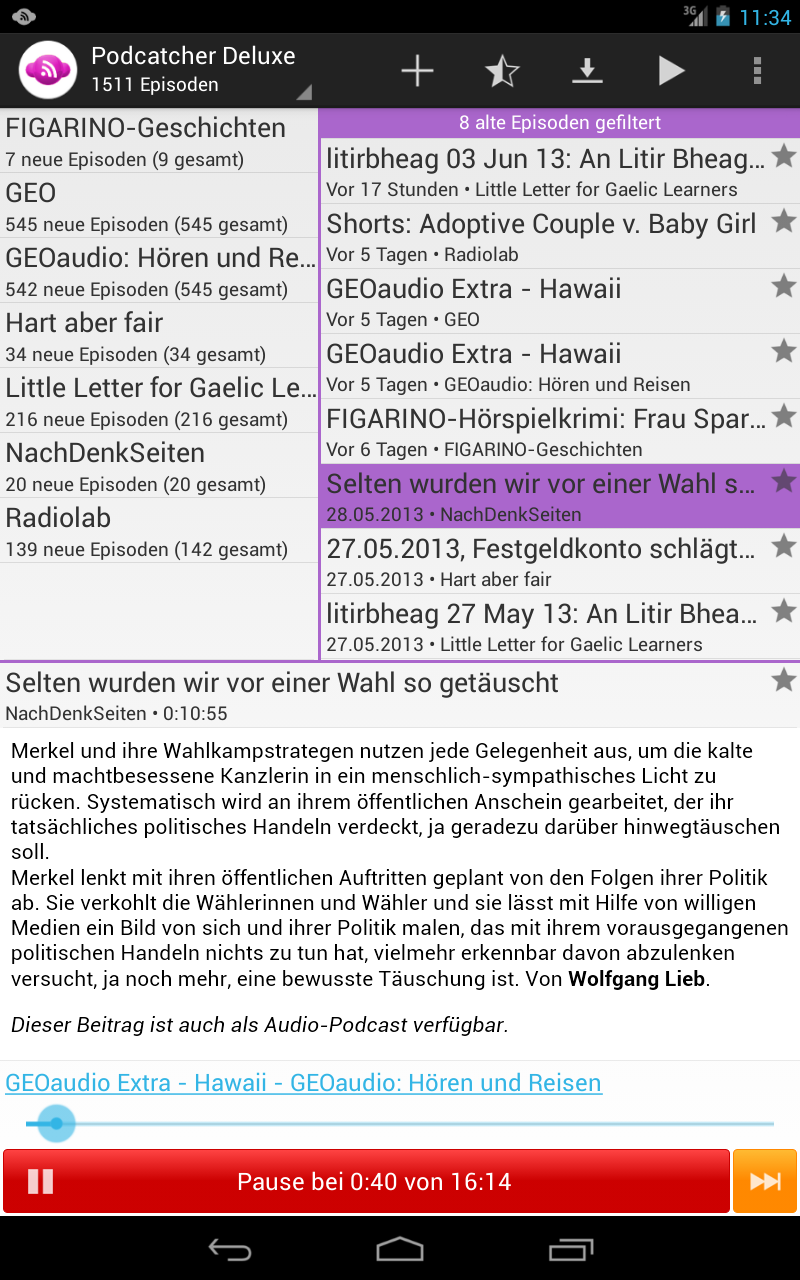 3G 11:34
Podcatcher Deluxe
1511 Episoden
FIGARINO-Geschichten
7 neue Episoden (9 gesamt)
GEO
545 neue Episoden (545 gesamt)
GEOaudio: Hören und Re...
542 neue Episoden (545 gesamt)
Hart aber fair
34 neue Episoden (34 gesamt)
Little Letter for Gaelic Le...
216 neue Episoden (216 gesamt)
NachDenkSeiten
20 neue Episoden (20 gesamt)
Radiolab
139 neue Episoden (142 gesamt)
8 alte Episoden gefiltert
litirbheag 03 Jun 13: An Litir Bheag...
Vor 17 Stunden • Little Letter for Gaelic Learners
Shorts: Adoptive Couple v. Baby Girl
Vor 5 Tagen • Radiolab
GEOaudio Extra - Hawaii
Vor 5 Tagen • GEO
GEOaudio Extra - Hawaii
Vor 5 Tagen • GEOaudio: Hören und Reisen
FIGARINO-Hörspielkrimi: Frau Spar...
Vor 6 Tagen • FIGARINO-Geschichten
Selten wurden wir vor einer Wahl s...
28.05.2013 • NachDenkSeiten
27.05.2013, Festgeldkonto schlägt...
27.05.2013 • Hart aber fair
litirbheag 27 May 13: An Litir Bhea...
27.05.2013 • Little Letter for Gaelic Learners
Selten wurden wir vor einer Wahl so getäuscht
NachDenkSeiten • 0:10:55
Merkel und ihre Wahlkampstrategen nutzen jede Gelegenheit aus, um die kalte
und machtbesessene Kanzlerin in ein menschlich-sympathisches Licht zu
rücken. Systematisch wird an ihrem öffentlichen Anschein gearbeitet, der ihr
tatsächliches politisches Handeln verdeckt, ja geradezu darüber hinwegtäuschen
soll.
Merkel lenkt mit ihren öffentlichen Auftritten geplant von den Folgen ihrer Politik
ab. Sie verkohlt die Wählerinnen und Wähler und sie lässt mit Hilfe von willigen
Medien ein Bild von sich und ihrer Politik malen, das mit ihrem vorausgegangenen
politischen Handeln nichts zu tun hat, vielmehr erkennbar davon abzulenken
versucht, ja noch mehr, eine bewusste Täuschung ist. Von Wolfgang Lieb.
Dieser Beitrag ist auch als Audio-Podcast verfügbar.
GEOaudio Extra - Hawaii - GEOaudio: Hören und Reisen
Pause bei 0:40 von 16:14